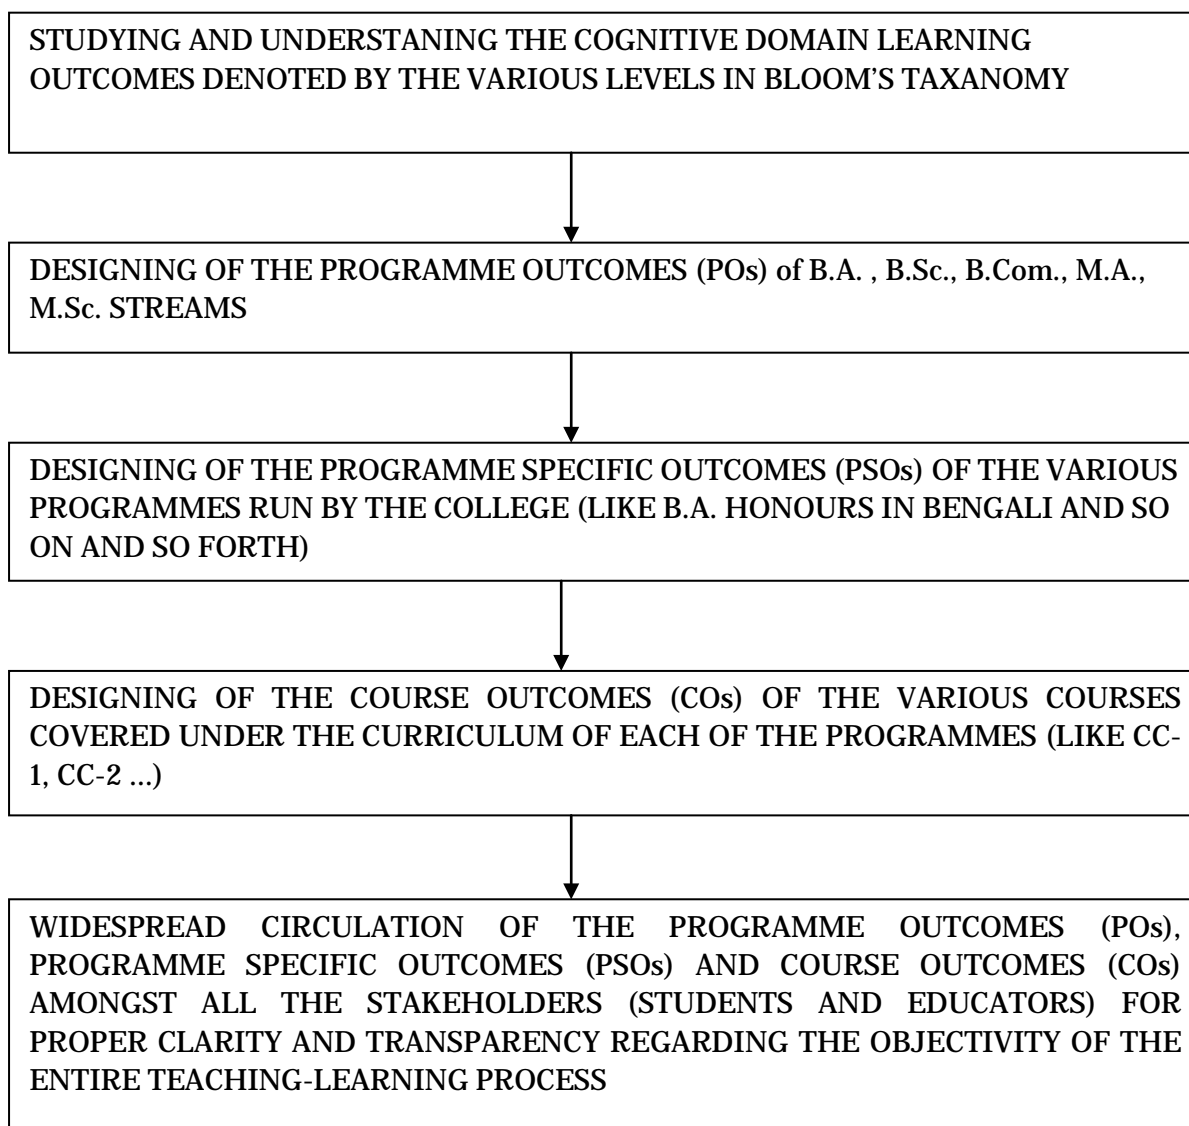 STUDYING AND UNDERSTANING THE COGNITIVE DOMAIN LEARNING
OUTCOMES DENOTED BY THE VARIOUS LEVELS IN BLOOM’S TAXANOMY
DESIGNING OF THE PROGRAMME OUTCOMES (POs) of B.A. , B.Sc., B.Com., M.A.,
M.Sc. STREAMS
DESIGNING OF THE PROGRAMME SPECIFIC OUTCOMES (PSOs) OF THE VARIOUS
PROGRAMMES RUN BY THE COLLEGE (LIKE B.A. HONOURS IN BENGALI AND SO
ON AND SO FORTH)
DESIGNING OF THE COURSE OUTCOMES (COs) OF THE VARIOUS COURSES
COVERED UNDER THE CURRICULUM OF EACH OF THE PROGRAMMES (LIKE CC-
1, CC-2 ...)
WIDESPREAD CIRCULATION OF THE PROGRAMME OUTCOMES (POs),
PROGRAMME SPECIFIC OUTCOMES (PSOs) AND COURSE OUTCOMES (COs)
AMONGST ALL THE STAKEHOLDERS (STUDENTS AND EDUCATORS) FOR
PROPER CLARITY AND TRANSPARENCY REGARDING THE OBJECTIVITY OF THE
ENTIRE TEACHING-LEARNING PROCESS